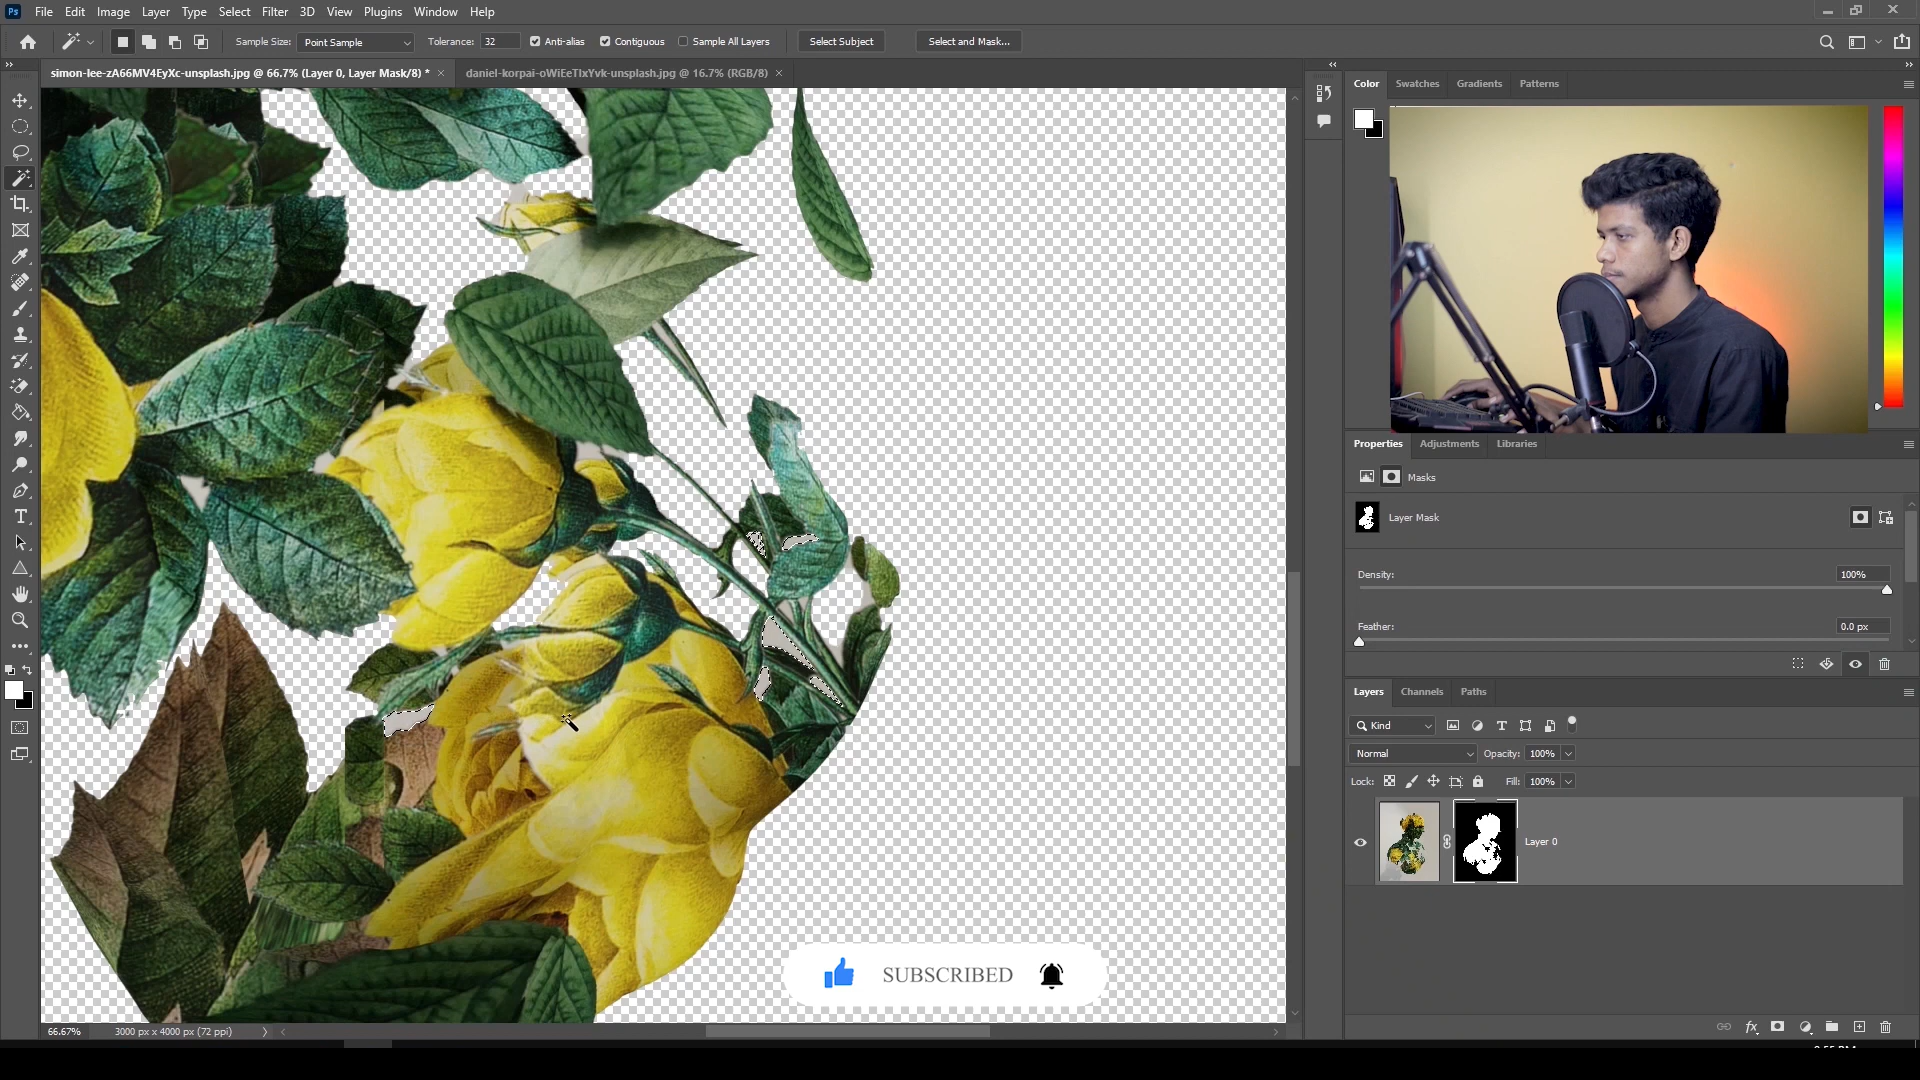 Ps File Edit Image Layer Type Select Filter 3D View Plugins Window Help
Sample Size: Point Sample Tolerance: 32 Anti-alias Contiguous Sample All Layers Select Subject Select and Mask...
simon-lee-zA66MV4EyXc-unsplash.jpg @ 66.7% (Layer 0, Layer Mask/8) * × daniel-korpai-oWiEeTlxYvk-unsplash.jpg @ 16.7% (RGB/8) ×
Color Swatches Gradients Patterns
Properties Adjustments Libraries
Masks
Layer Mask
Density: 100%
Feather: 0.0 px
Layers Channels Paths
Kind
Normal Opacity: 100%
Lock: Fill: 100%
Layer 0
SUBSCRIBED
66.67% 3000 px x 4000 px (72 ppi)